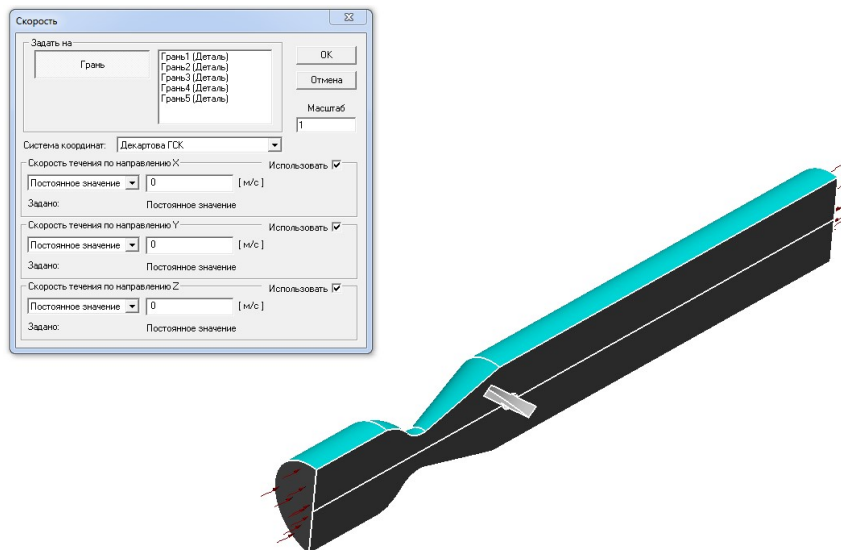 Скорость
Задать на
Грань
Грань1 (Деталь)
Грань2 (Деталь)
Грань3 (Деталь)
Грань4 (Деталь)
Грань5 (Деталь)
OK
Отмена
Масштаб
1
Система координат: Декартова ГСК
Скорость течения по направлению X Использовать
Постоянное значение 0 [ м/с ]
Задано: Постоянное значение
Скорость течения по направлению Y Использовать
Постоянное значение 0 [ м/с ]
Задано: Постоянное значение
Скорость течения по направлению Z Использовать
Постоянное значение 0 [ м/с ]
Задано: Постоянное значение